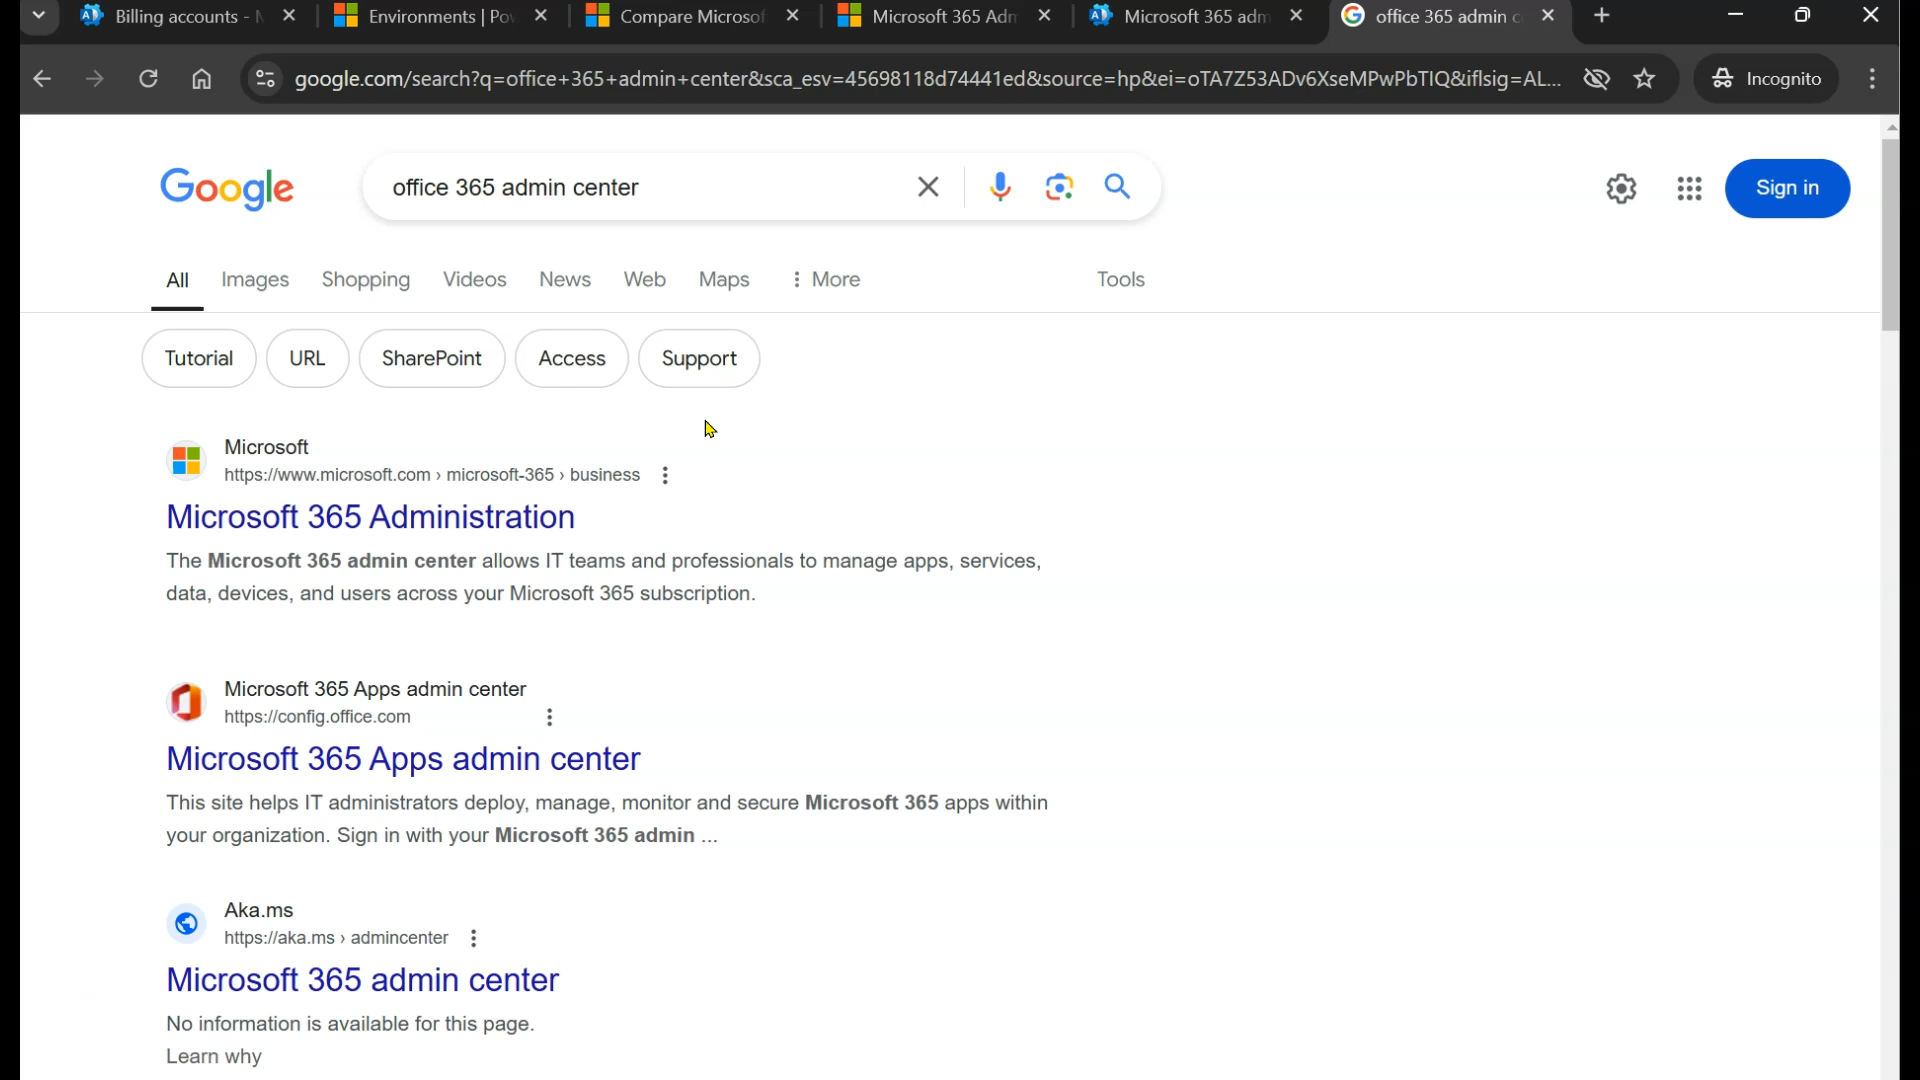 Billing accounts -
Environments | Po
Compare Microsof
Microsoft 365 Adm
Microsoft 365 adm
office 365 admin c
google.com/search?q=office+365+admin+center&sca_esv=45698118d74441ed&source=hp&ei=oTA7Z53ADv6XseMPwPbTIQ&iflsig=AL...
Incognito
Google
office 365 admin center
Sign in
All Images Shopping Videos News Web Maps More Tools
Tutorial URL SharePoint Access Support
Microsoft
https://www.microsoft.com › microsoft-365 › business
Microsoft 365 Administration
The Microsoft 365 admin center allows IT teams and professionals to manage apps, services,
data, devices, and users across your Microsoft 365 subscription.
Microsoft 365 Apps admin center
https://config.office.com
Microsoft 365 Apps admin center
This site helps IT administrators deploy, manage, monitor and secure Microsoft 365 apps within
your organization. Sign in with your Microsoft 365 admin ...
Aka.ms
https://aka.ms › admincenter
Microsoft 365 admin center
No information is available for this page.
Learn why